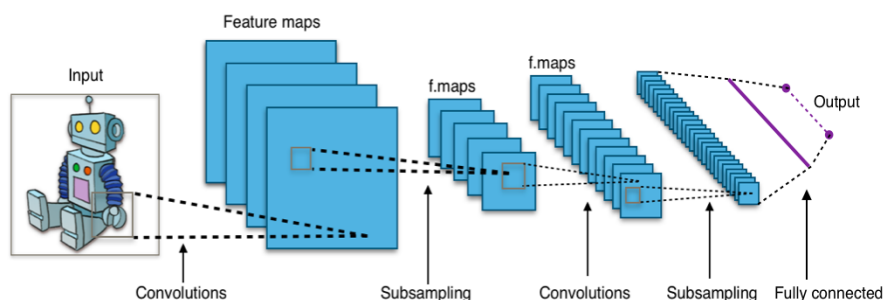 Feature maps
Input
f.maps
f.maps
Output
Convolutions
Subsampling
Convolutions
Subsampling
Fully connected